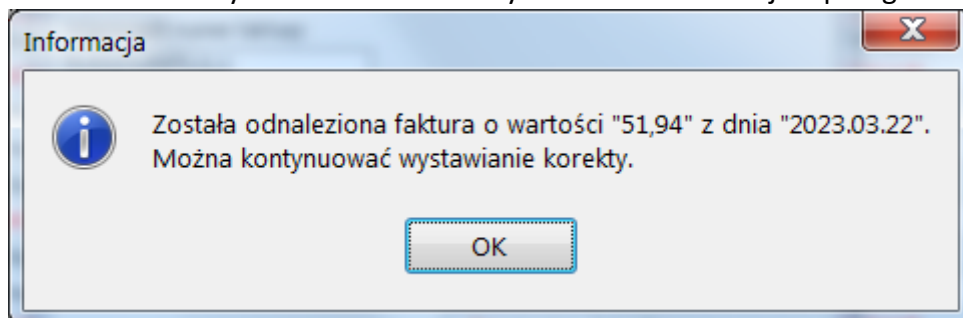 Informacja
Została odnaleziona faktura o wartości "51,94" z dnia "2023.03.22".
Można kontynuować wystawianie korekty.
OK